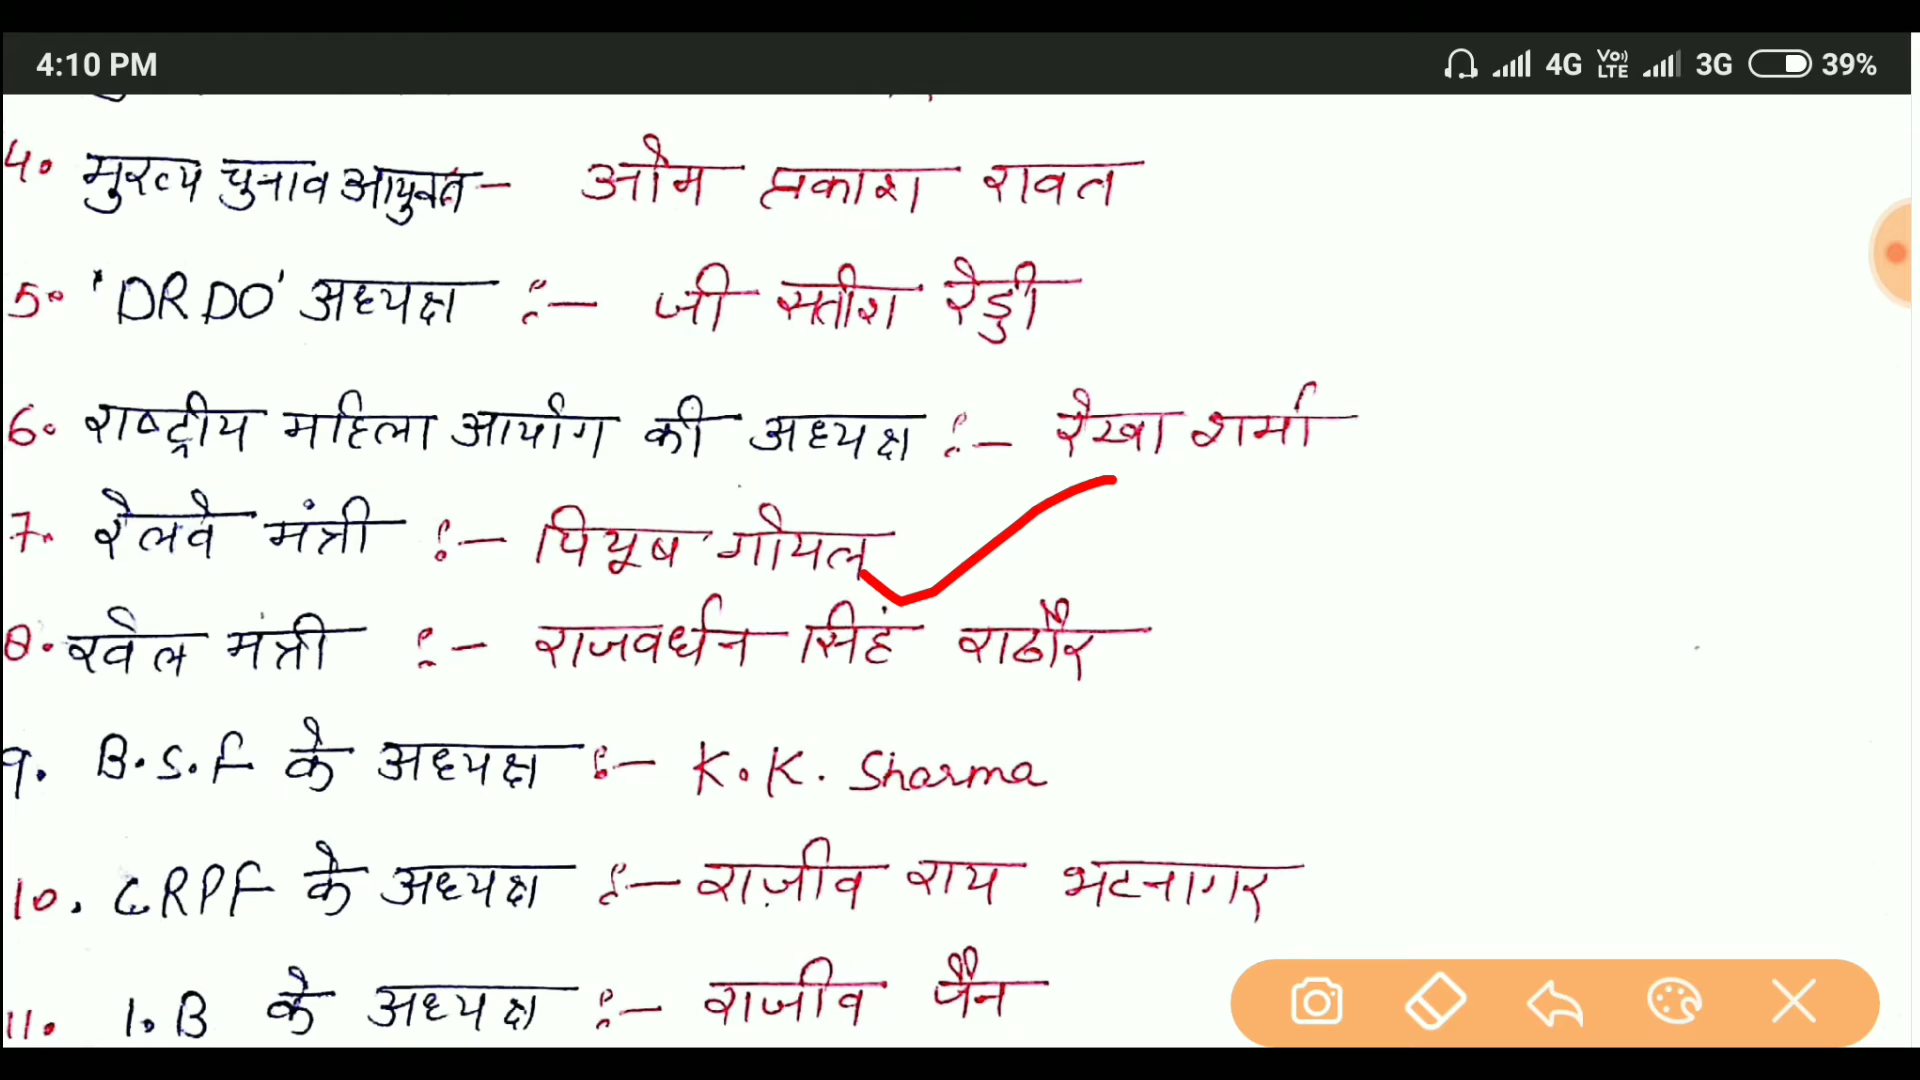 4:10 PM 4G VoLTE 3G 39%
4. मुख्य चुनाव आयुक्त – ओम प्रकाश रावत
5. 'DRDO' अध्यक्ष :– जी सतीश रेड्डी
6. राष्ट्रीय महिला आयोग की अध्यक्ष :– रेखा शर्मा
7. रेलवे मंत्री :– पियूष गोयल
8. खेल मंत्री :– राजवर्धन सिहं राठौर
9. B.S.F के अध्यक्ष :– K.K. Sharma
10. CRPF के अध्यक्ष :– राज़ीव राय भटनागर
11. I.B के अध्यक्ष :– राजीव जैन